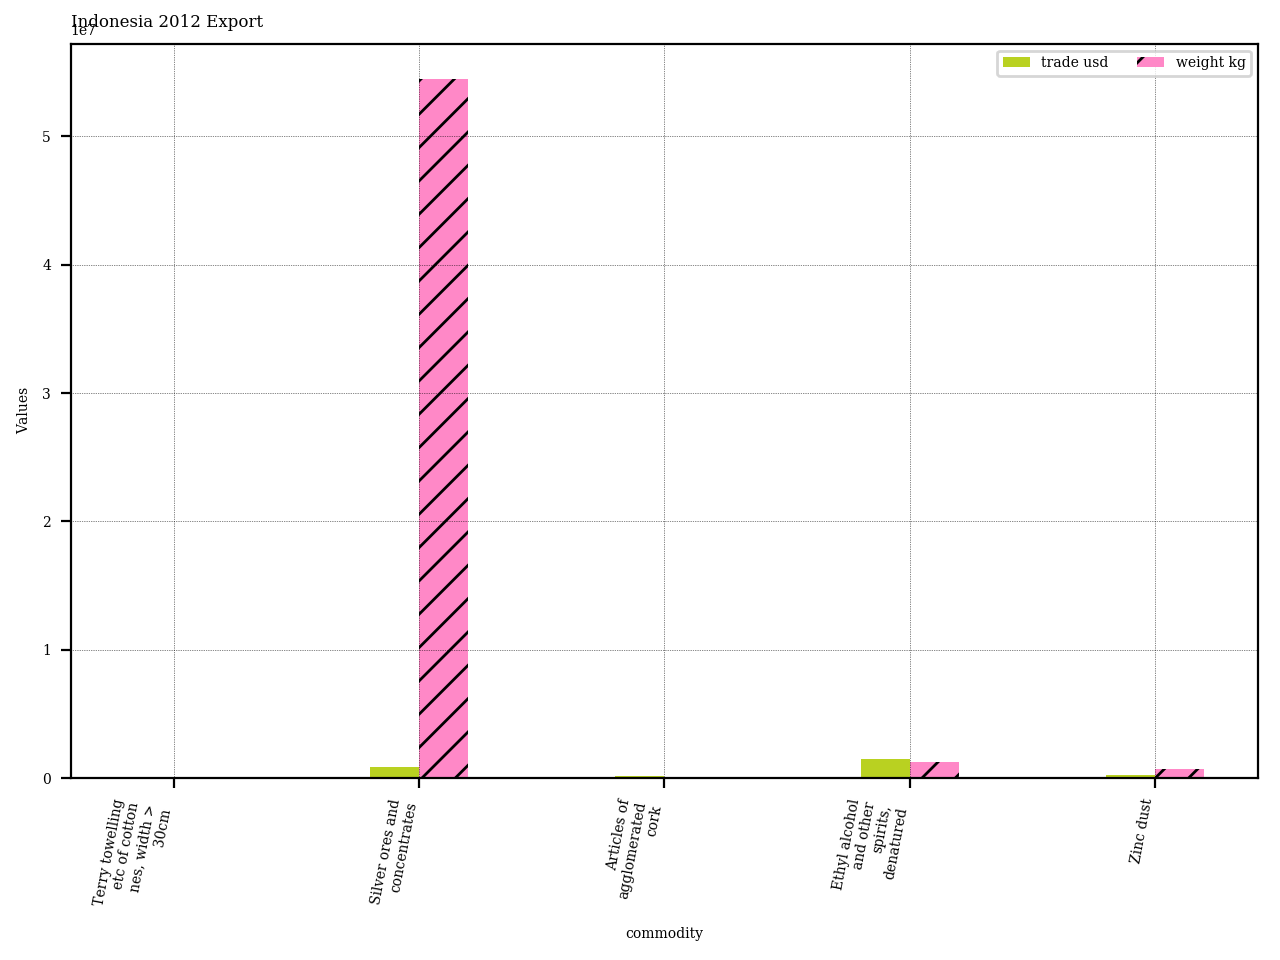 Indonesia 2012 Export
1e7
trade usd
weight kg
5
4
3
2
1
0
Values
Terry towelling
etc of cotton
nes, width >
30cm
Silver ores and
concentrates
Articles of
agglomerated
cork
Ethyl alcohol
and other
spirits,
denatured
Zinc dust
commodity